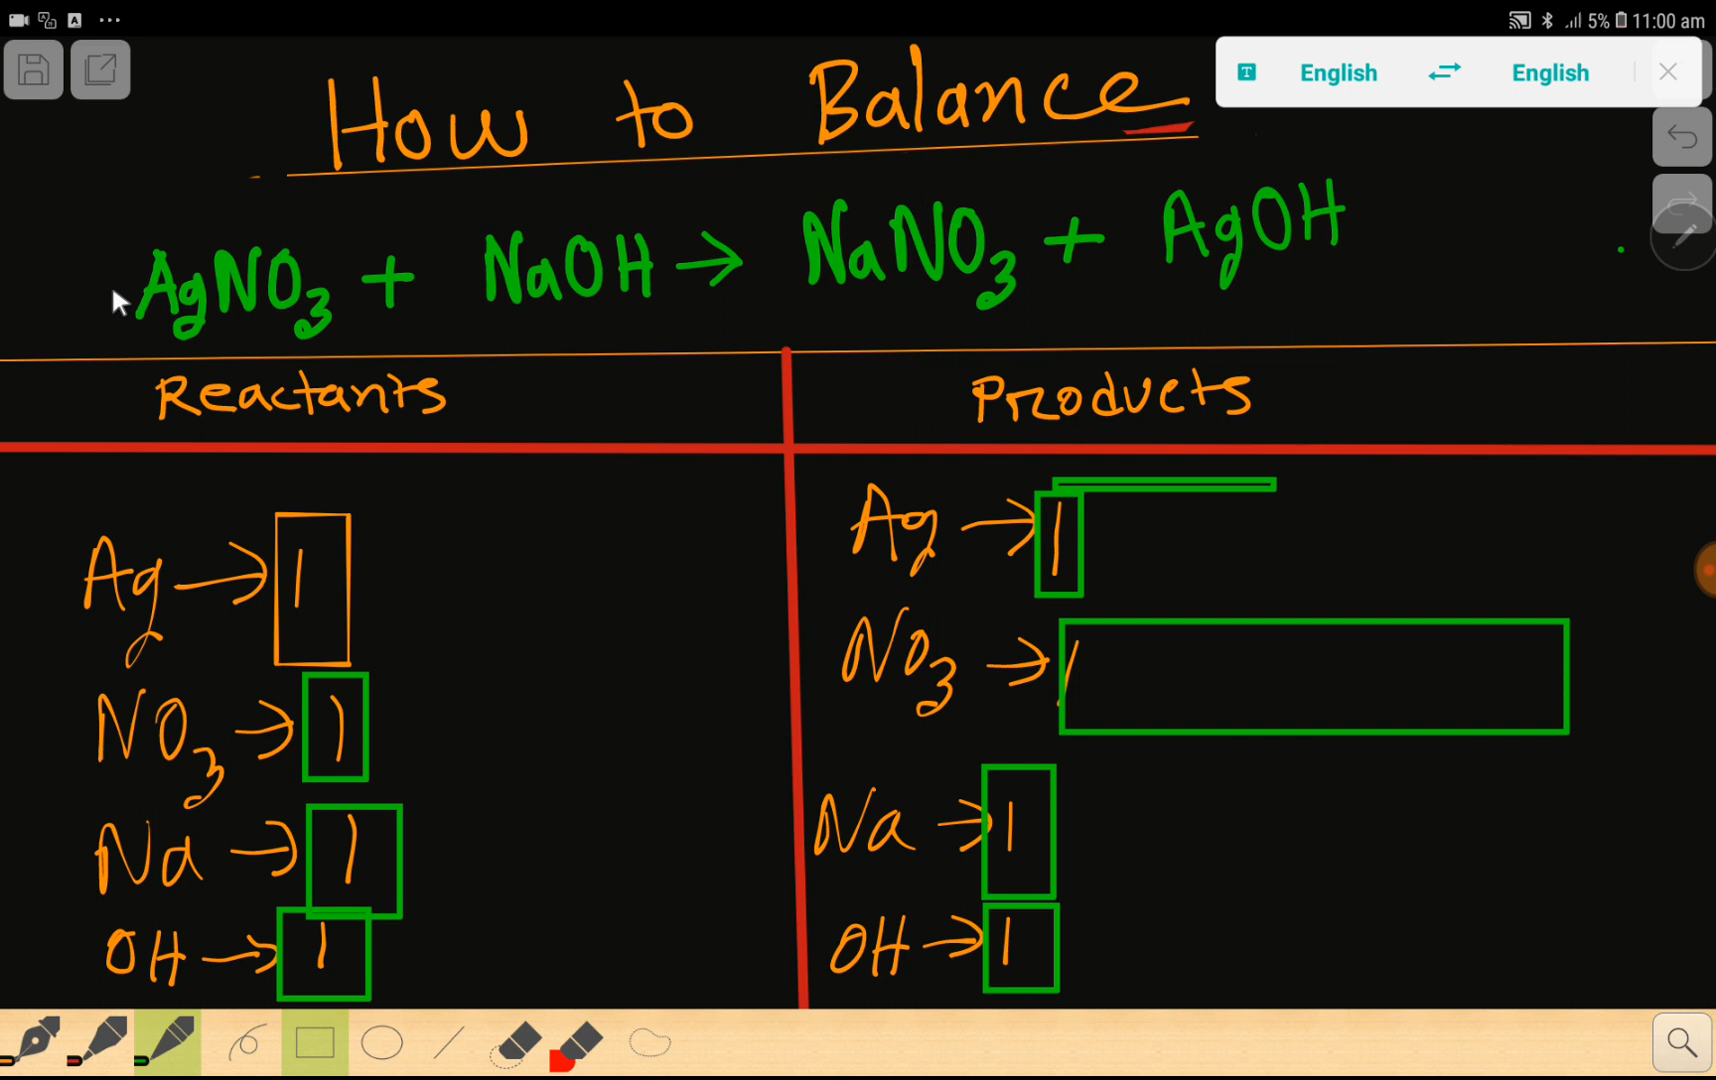 5% 11:00 am
English English
How to Balance
AgNO₃ + NaOH → NaNO₃ + AgOH
Reactants Products
Ag → 1
NO₃ → 1
Na → 1
OH → 1
Ag → 1
NO₃ → 1
Na → 1
OH → 1